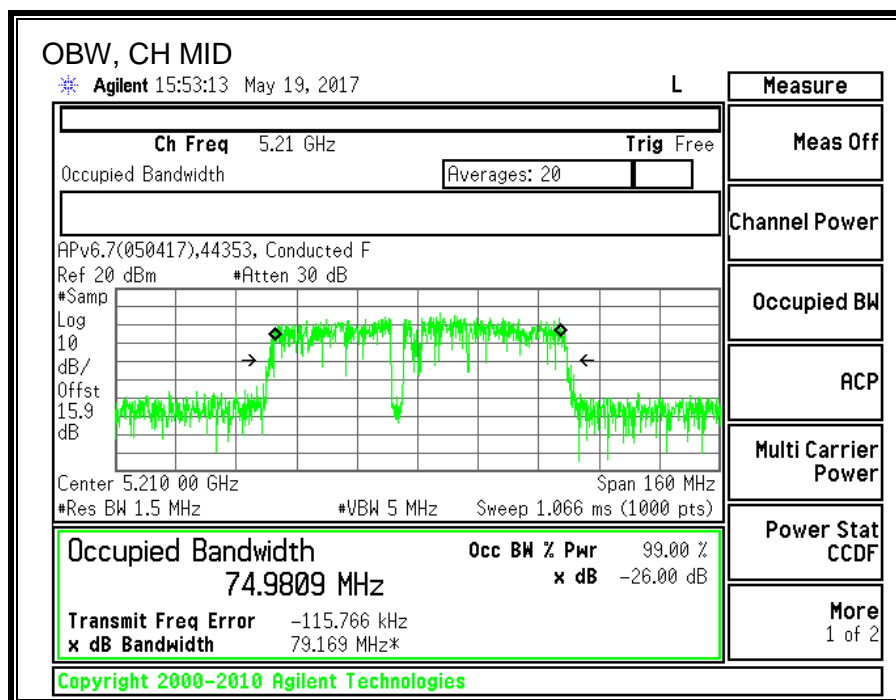 OBW, CH MID
Agilent 15:53:13 May 19, 2017 L
Measure
Ch Freq 5.21 GHz Trig Free
Meas Off
Occupied Bandwidth Averages: 20
Channel Power
APv6.7(050417),44353, Conducted F
Ref 20 dBm #Atten 30 dB
#Samp
Log
10
dB/
Offst
15.9
dB
Occupied BW
ACP
Center 5.210 00 GHz Span 160 MHz
#Res BW 1.5 MHz #VBW 5 MHz Sweep 1.066 ms (1000 pts)
Multi Carrier
Power
Occupied Bandwidth
74.9809 MHz
Occ BW % Pwr 99.00 %
x dB -26.00 dB
Transmit Freq Error -115.766 kHz
x dB Bandwidth 79.169 MHz*
Power Stat
CCDF
More
1 of 2
Copyright 2000-2010 Agilent Technologies